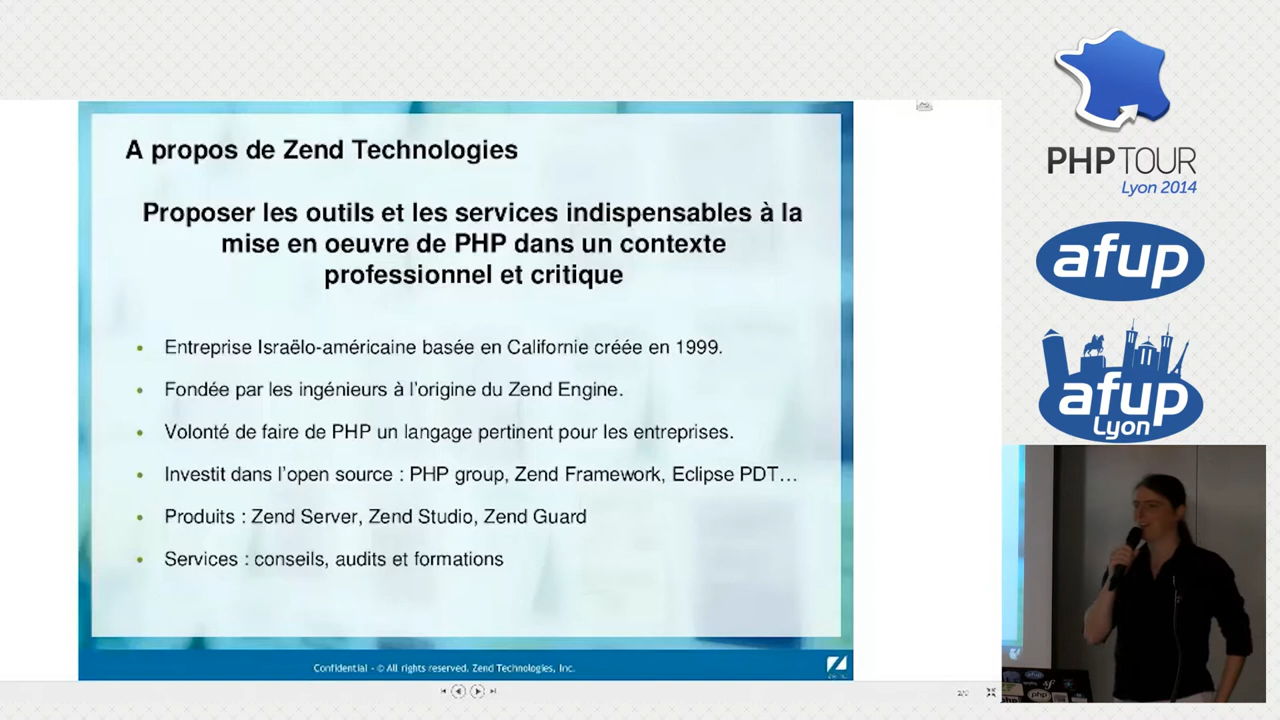 A propos de Zend Technologies
Proposer les outils et les services indispensables à la
mise en oeuvre de PHP dans un contexte
professionnel et critique
• Entreprise Israëlo-américaine basée en Californie créée en 1999.
• Fondée par les ingénieurs à l'origine du Zend Engine.
• Volonté de faire de PHP un langage pertinent pour les entreprises.
• Investit dans l'open source : PHP group, Zend Framework, Eclipse PDT…
• Produits : Zend Server, Zend Studio, Zend Guard
• Services : conseils, audits et formations
Confidential - © All rights reserved. Zend Technologies, Inc.
PHPTOUR
Lyon 2014
afup
afup
Lyon
afup
sf
php
php